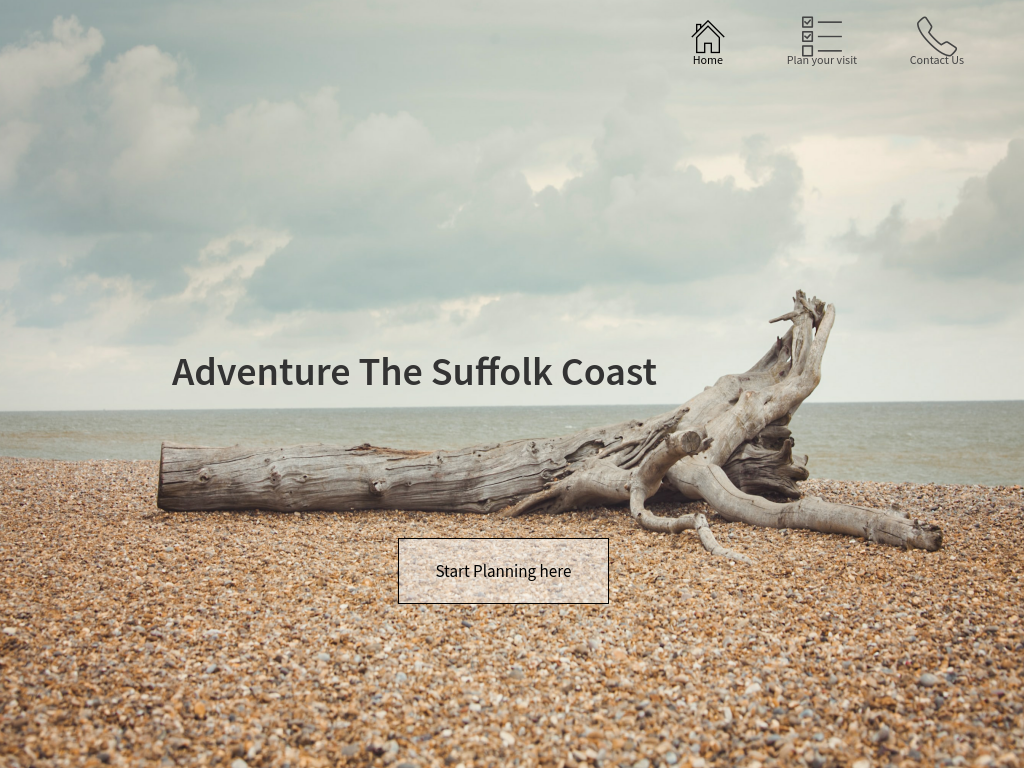 Home
Plan your visit
Contact Us
Adventure The Suffolk Coast
Start Planning here